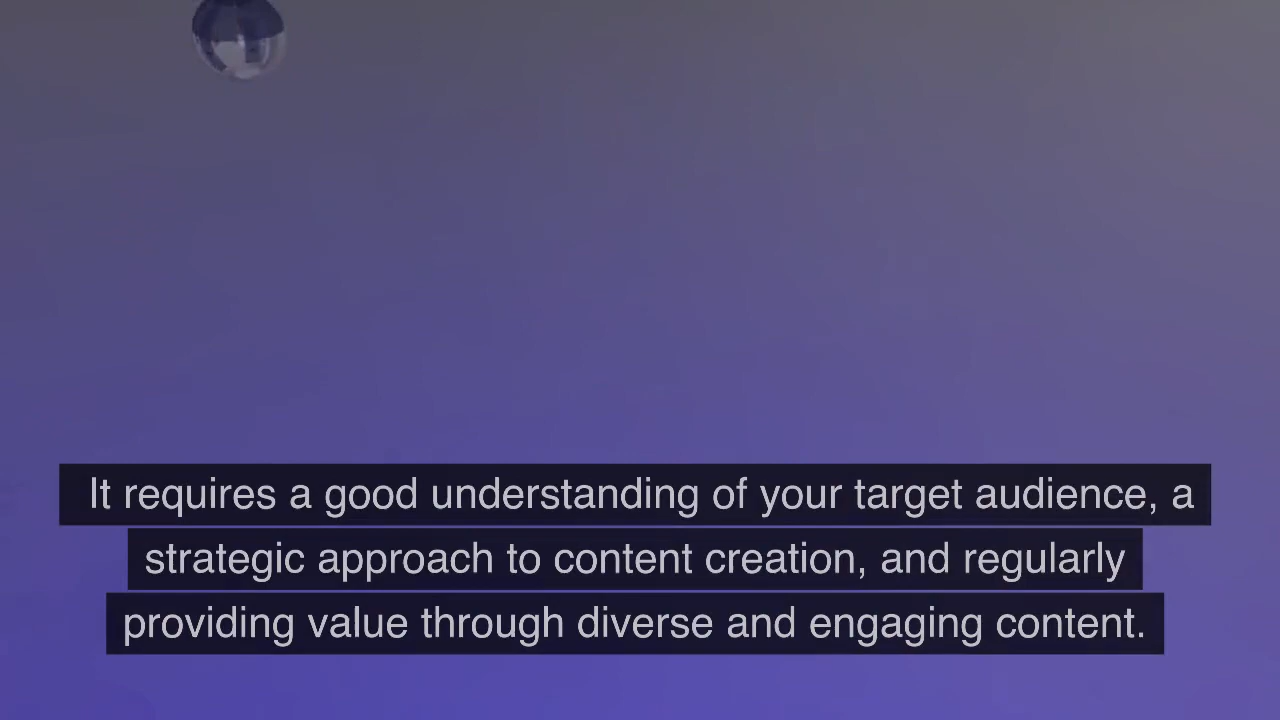 It requires a good understanding of your target audience, a
strategic approach to content creation, and regularly
providing value through diverse and engaging content.